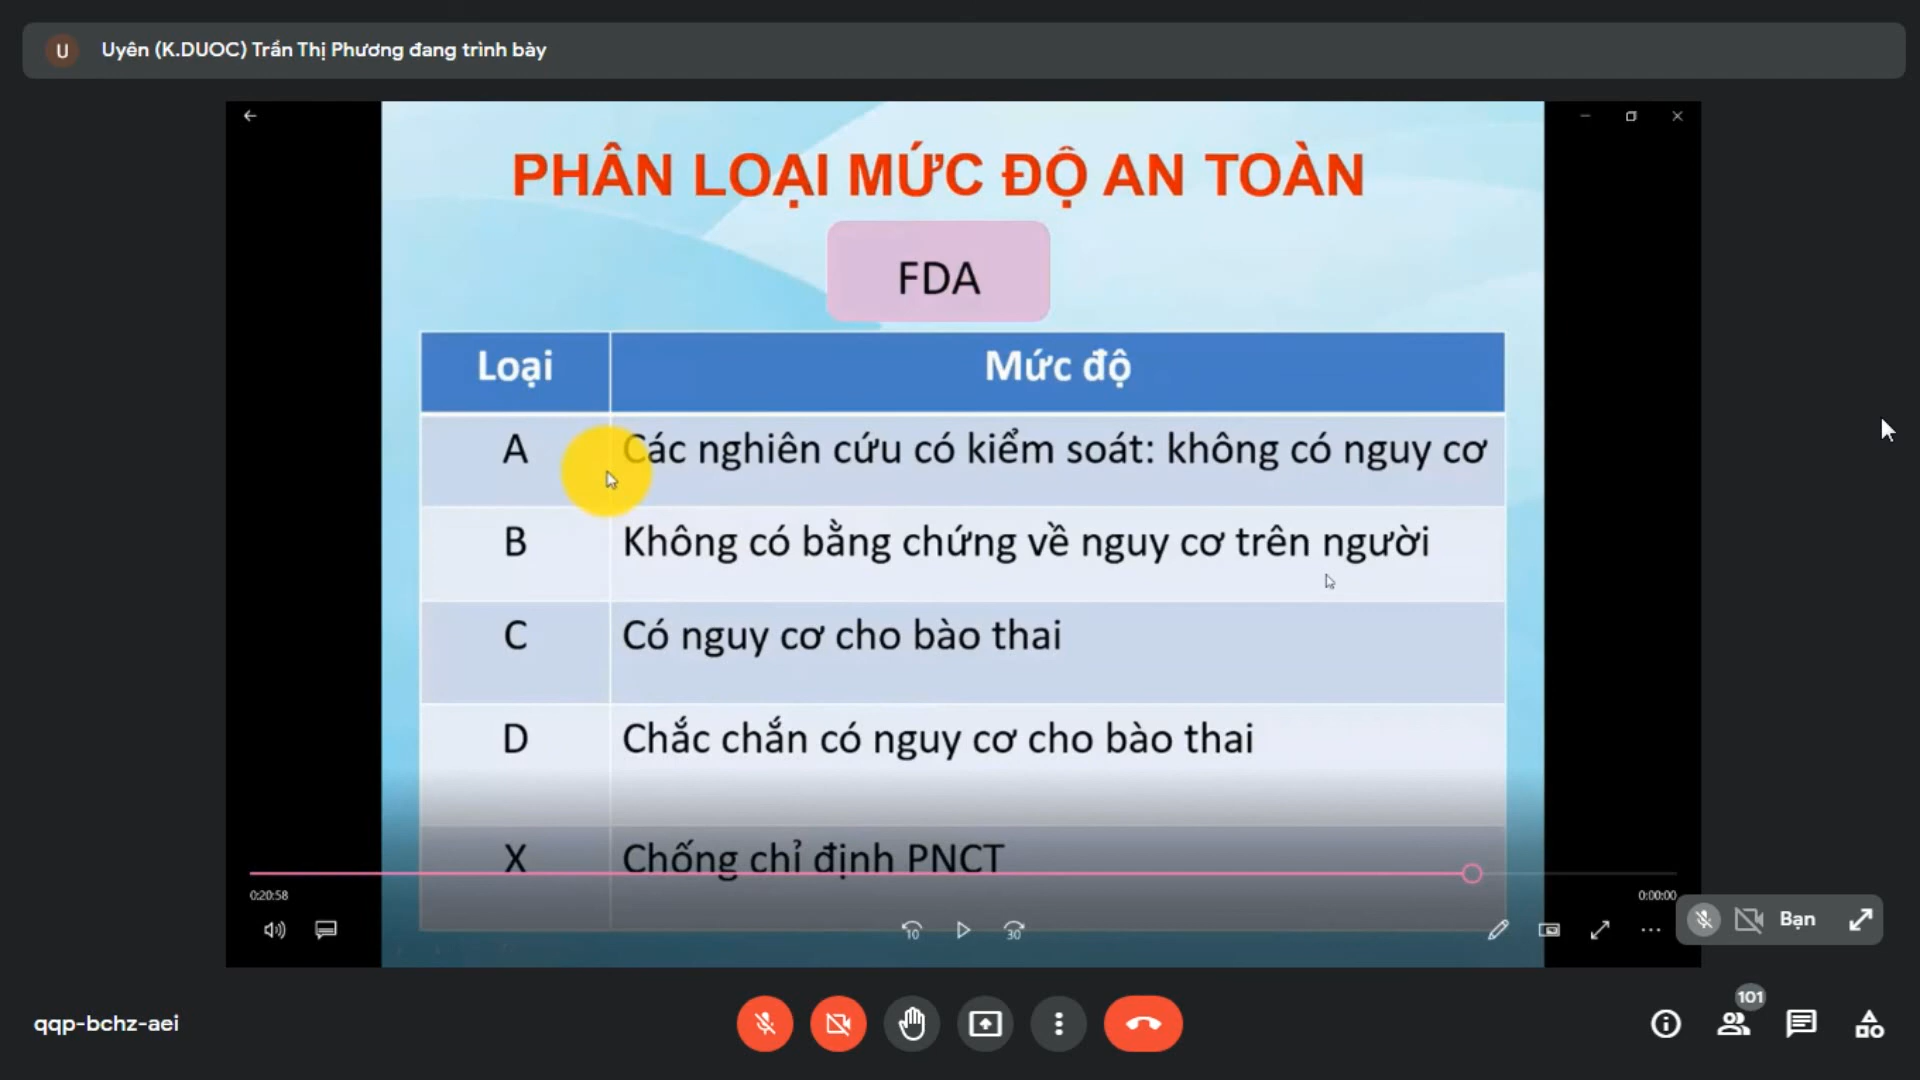 U
Uyên (K.DUOC) Trần Thị Phương đang trình bày
PHÂN LOẠI MỨC ĐỘ AN TOÀN
FDA
Loại Mức độ
A Các nghiên cứu có kiểm soát: không có nguy cơ
B Không có bằng chứng về nguy cơ trên người
C Có nguy cơ cho bào thai
D Chắc chắn có nguy cơ cho bào thai
X Chống chỉ định PNCT
0:20:58 0:00:00
10 30
Bạn
qqp-bchz-aei
101